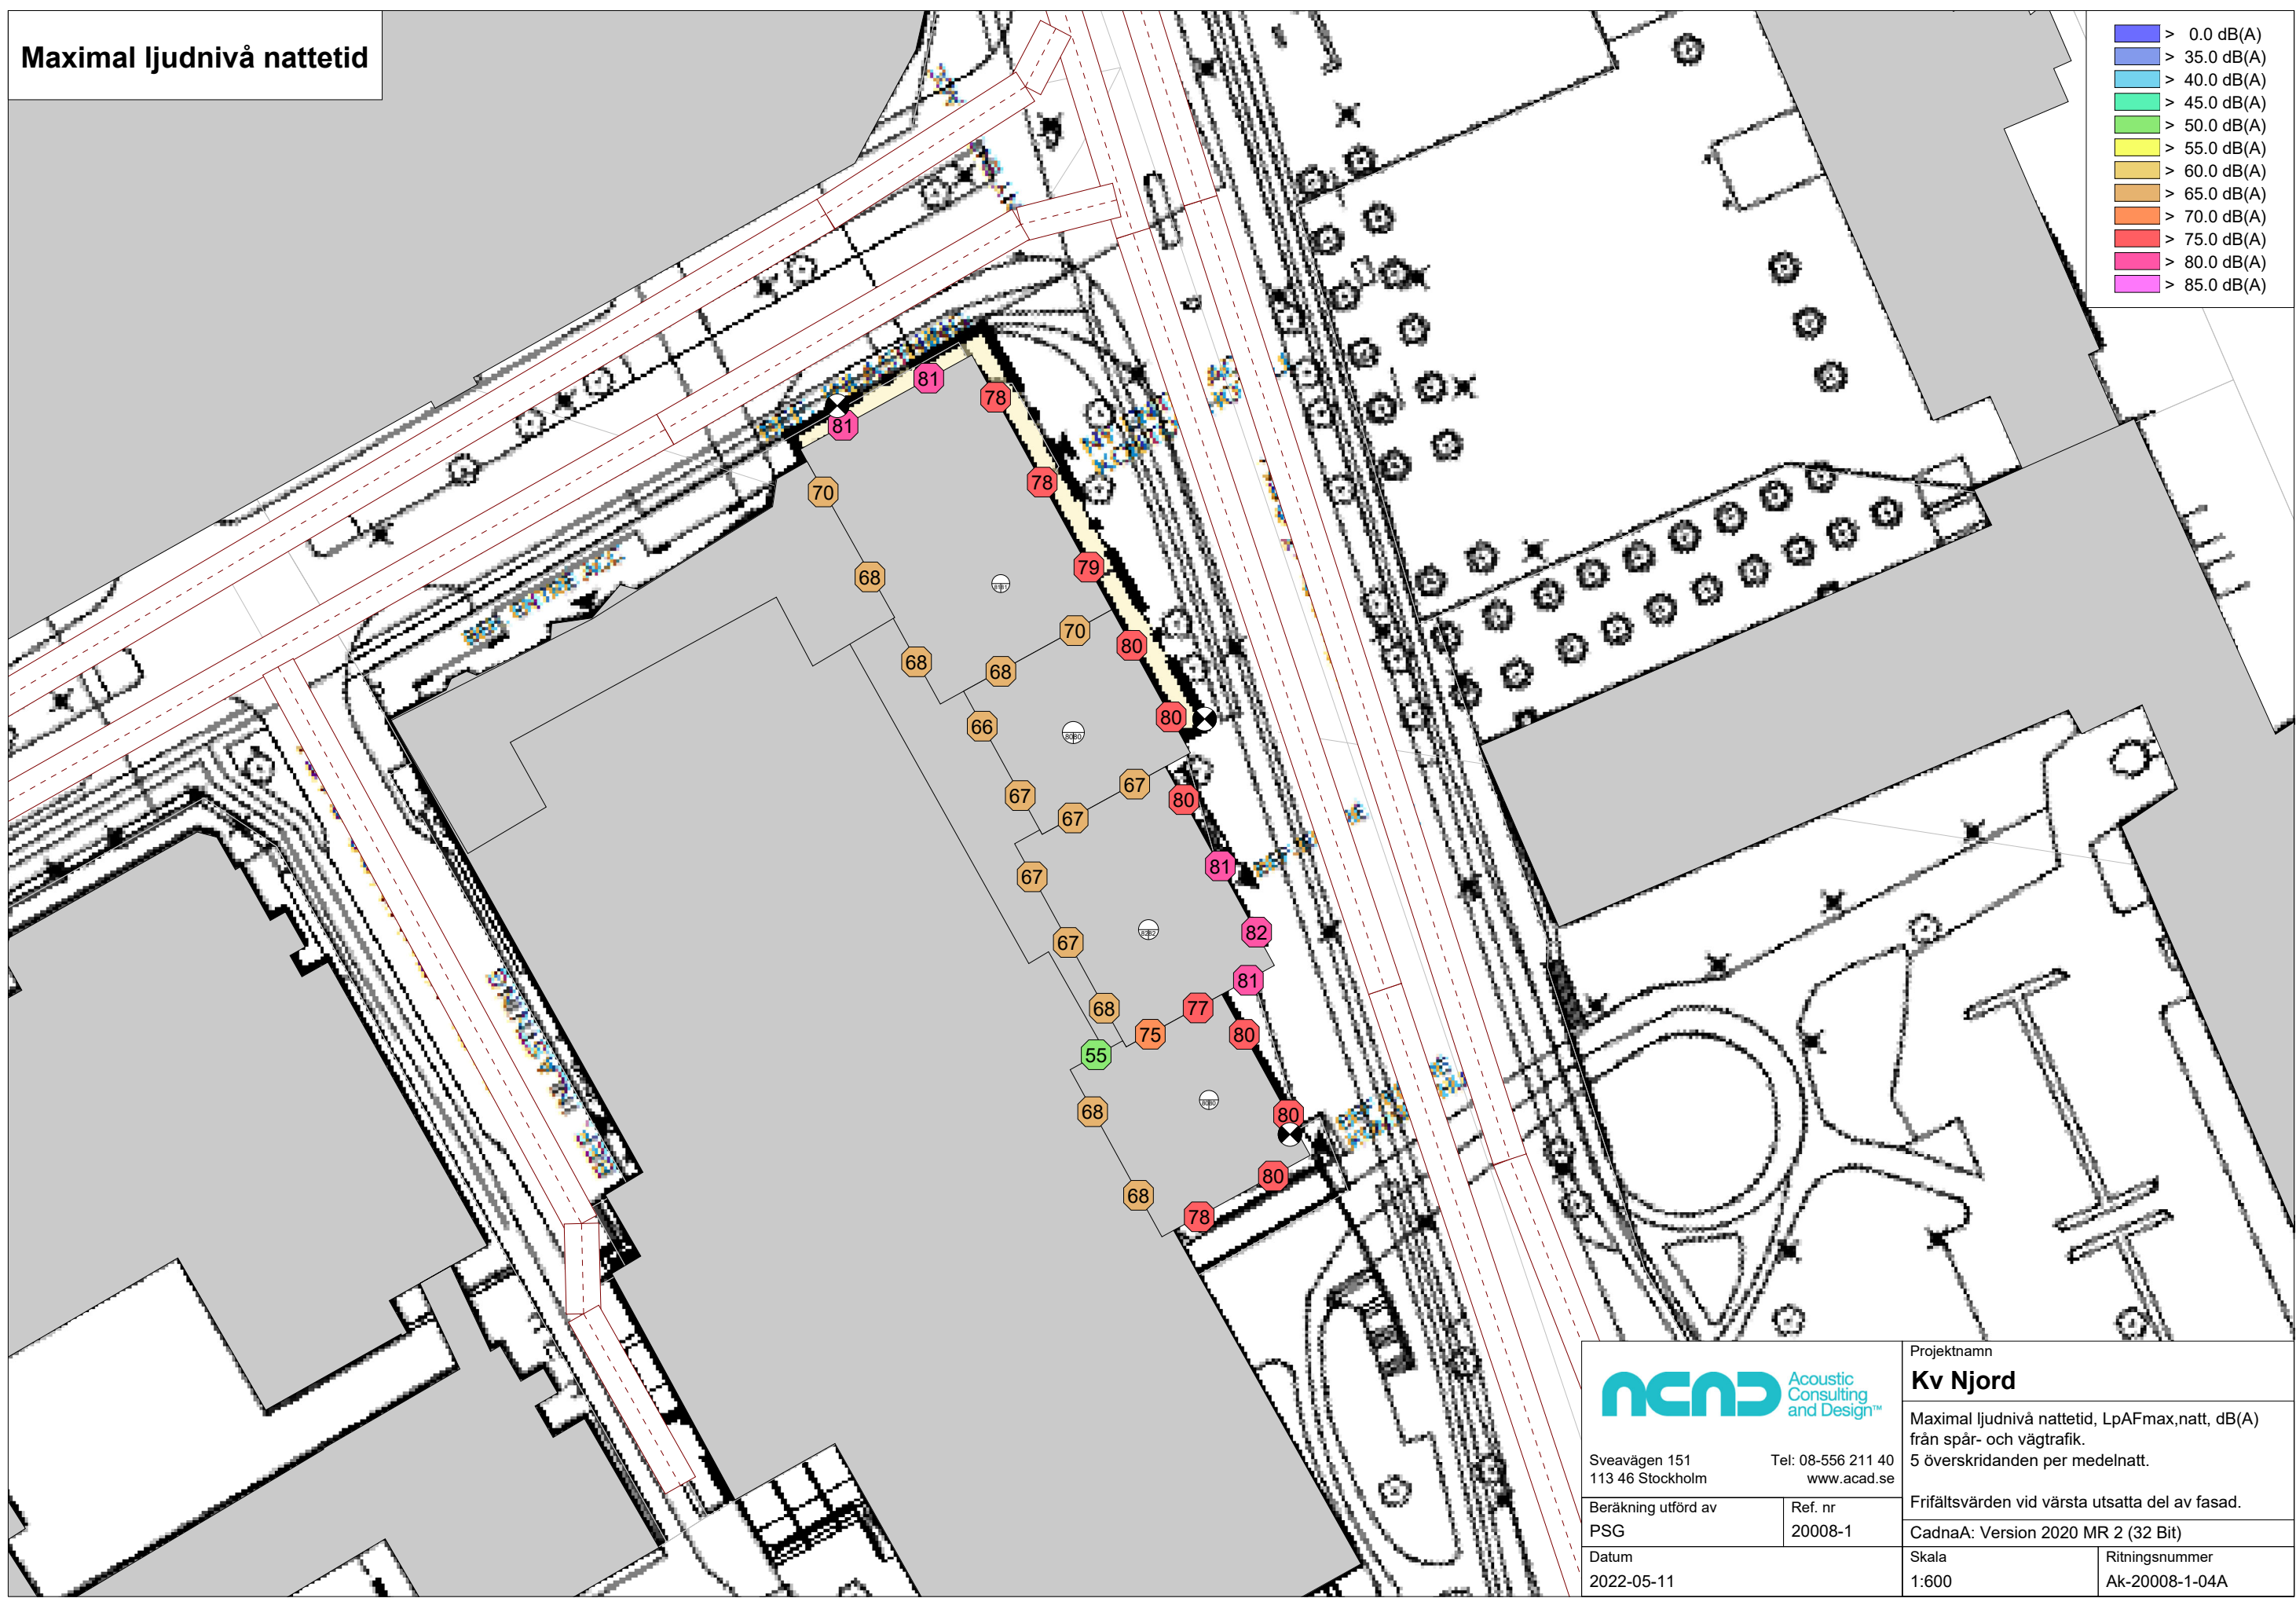 Maximal ljudnivå nattetid
> 0.0 dB(A)
> 35.0 dB(A)
> 40.0 dB(A)
> 45.0 dB(A)
> 50.0 dB(A)
> 55.0 dB(A)
> 60.0 dB(A)
> 65.0 dB(A)
> 70.0 dB(A)
> 75.0 dB(A)
> 80.0 dB(A)
> 85.0 dB(A)
81
78
81
78
70
79
68
70
80
68
68
80
66
67
80
67
67
81
67
82
67
81
68
77
75
80
55
68
80
80
68
78
ACAD
Acoustic
Consulting
and Design™
Sveavägen 151
113 46 Stockholm
Tel: 08-556 211 40
www.acad.se
Beräkning utförd av
PSG
Ref. nr
20008-1
Datum
2022-05-11
Projektnamn
Kv Njord
Maximal ljudnivå nattetid, LpAFmax,natt, dB(A)
från spår- och vägtrafik.
5 överskridanden per medelnatt.
Frifältsvärden vid värsta utsatta del av fasad.
CadnaA: Version 2020 MR 2 (32 Bit)
Skala
1:600
Ritningsnummer
Ak-20008-1-04A